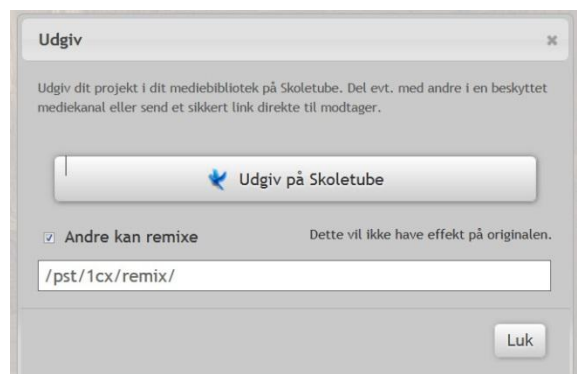 Udgiv
Udgiv dit projekt i dit mediebibliotek på Skoletube. Del evt. med andre i en beskyttet
mediekanal eller send et sikkert link direkte til modtager.
Udgiv på Skoletube
Andre kan remixe
Dette vil ikke have effekt på originalen.
/pst/1cx/remix/
Luk